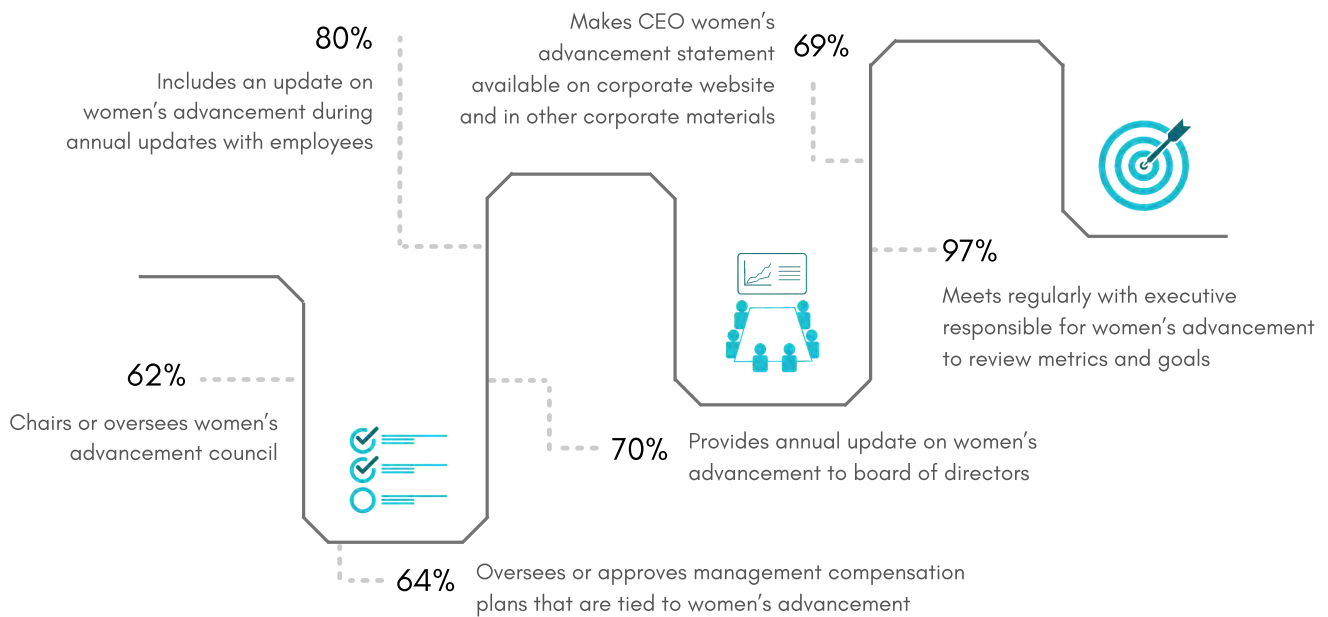 80%
Includes an update on
women's advancement during
annual updates with employees
Makes CEO women's
advancement statement
available on corporate website
and in other corporate materials
69%
97%
Meets regularly with executive
responsible for women's advancement
to review metrics and goals
62%
Chairs or oversees women's
advancement council
70%
Provides annual update on women's
advancement to board of directors
64%
Oversees or approves management compensation
plans that are tied to women's advancement